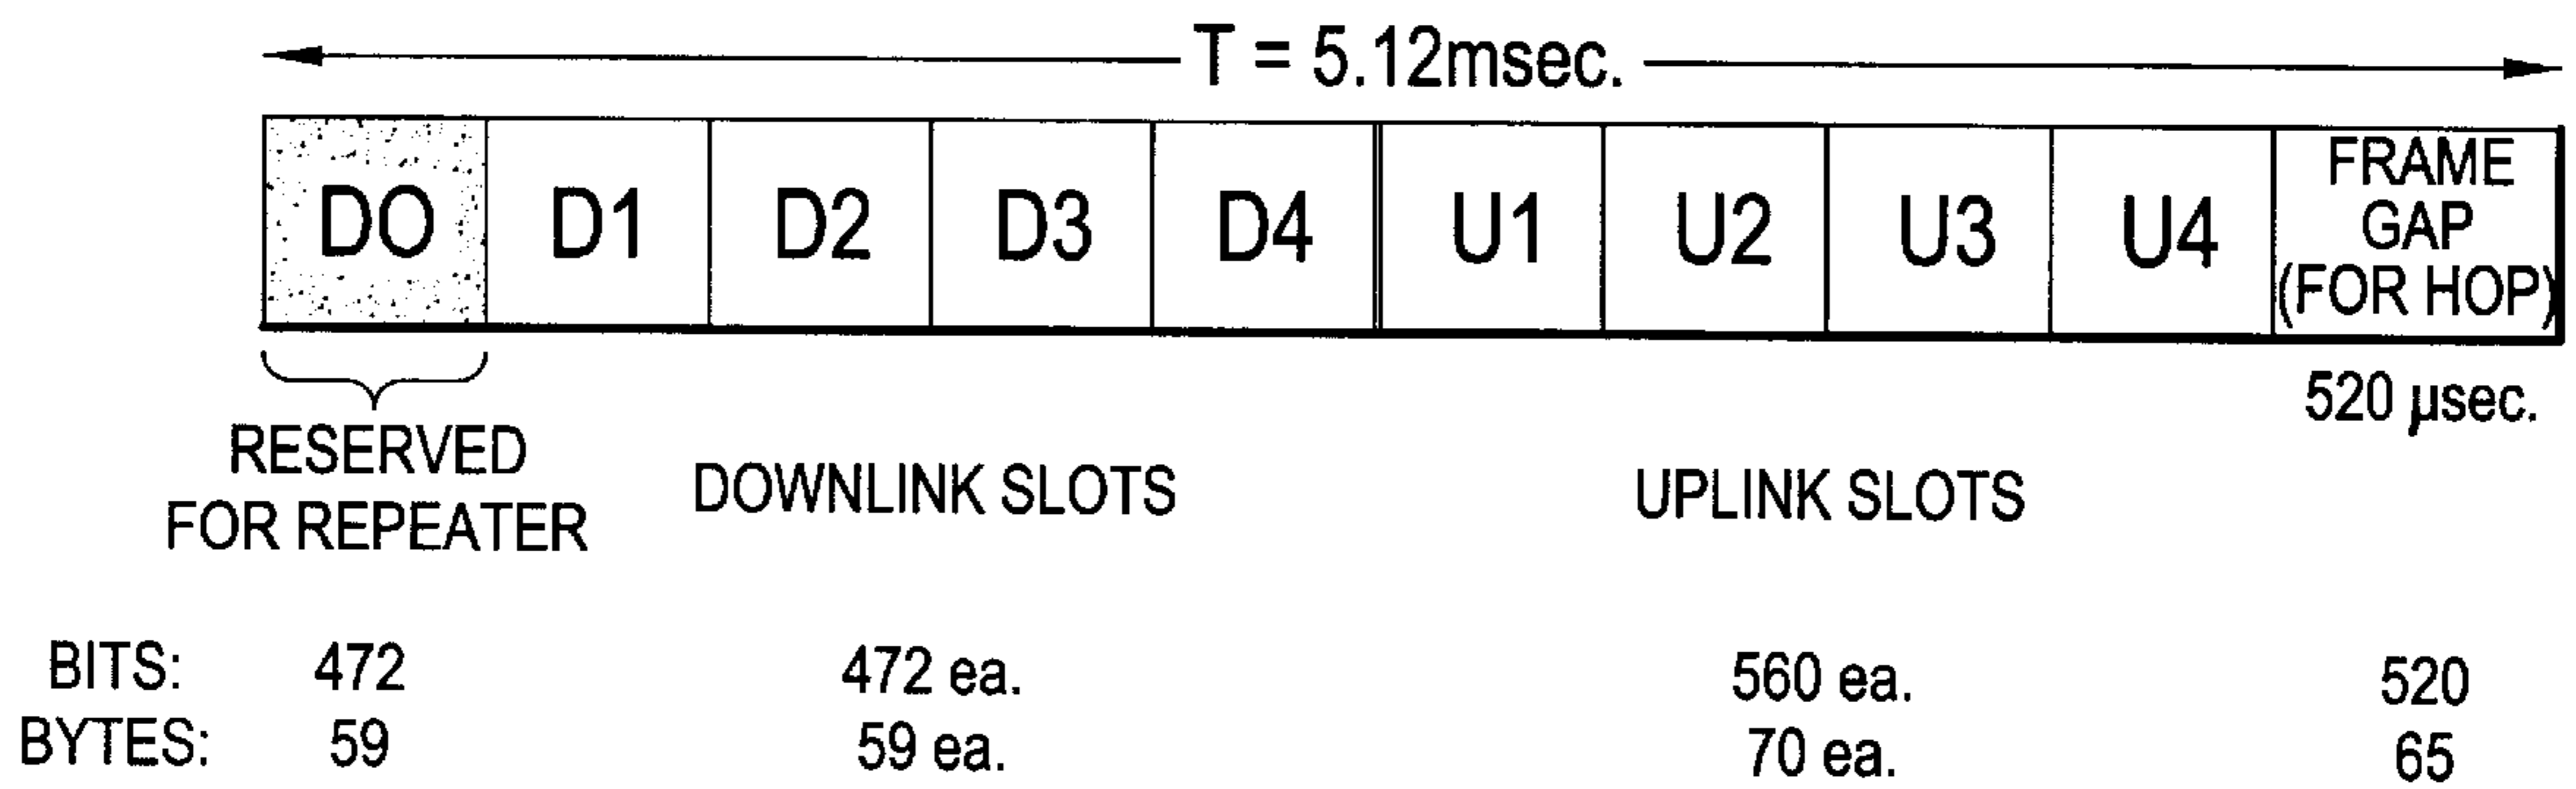 T = 5.12msec.
DO D1 D2 D3 D4 U1 U2 U3 U4 FRAME
GAP
(FOR HOP)
520 µsec.
RESERVED
FOR REPEATER
DOWNLINK SLOTS
UPLINK SLOTS
BITS: 472 472 ea. 560 ea. 520
BYTES: 59 59 ea. 70 ea. 65